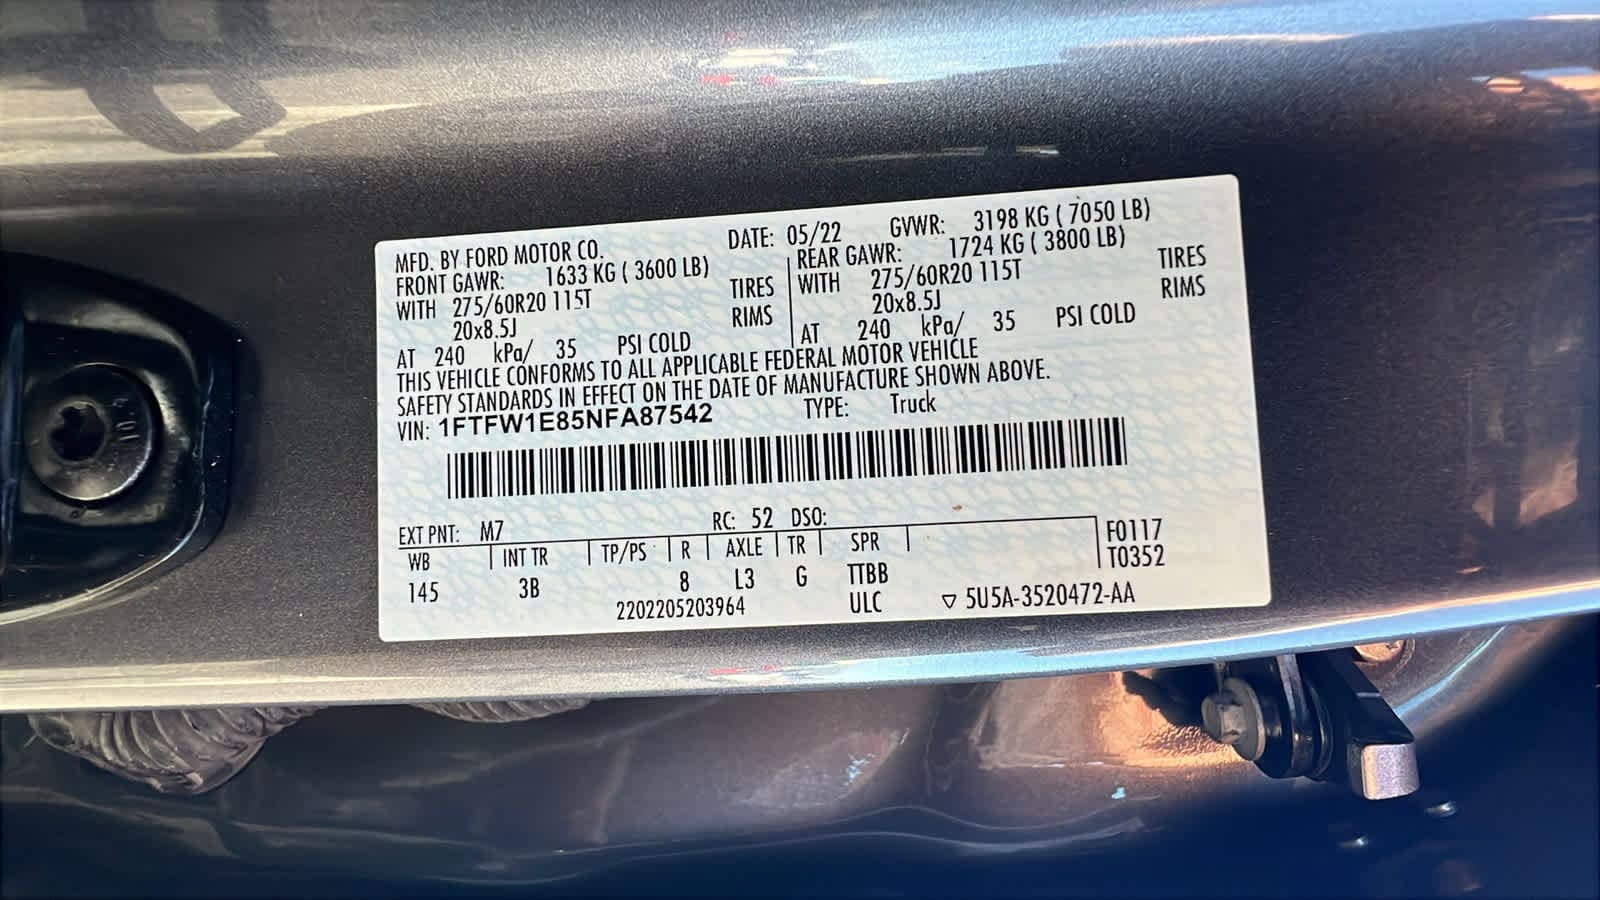 MFD. BY FORD MOTOR CO. DATE: 05/22 GVWR: 3198 KG ( 7050 LB)
FRONT GAWR: 1633 KG ( 3600 LB) REAR GAWR: 1724 KG ( 3800 LB)
WITH 275/60R20 115T TIRES WITH 275/60R20 115T TIRES
20x8.5J RIMS 20x8.5J RIMS
AT 240 kPa/ 35 PSI COLD AT 240 kPa/ 35 PSI COLD
THIS VEHICLE CONFORMS TO ALL APPLICABLE FEDERAL MOTOR VEHICLE
SAFETY STANDARDS IN EFFECT ON THE DATE OF MANUFACTURE SHOWN ABOVE.
VIN: 1FTFW1E85NFA87542 TYPE: Truck
EXT PNT: M7 RC: 52 DSO:
WB INT TR TP/PS R AXLE TR SPR F0117
145 3B 8 L3 G TTBB T0352
2202205203964 ULC ▽ 5U5A-3520472-AA